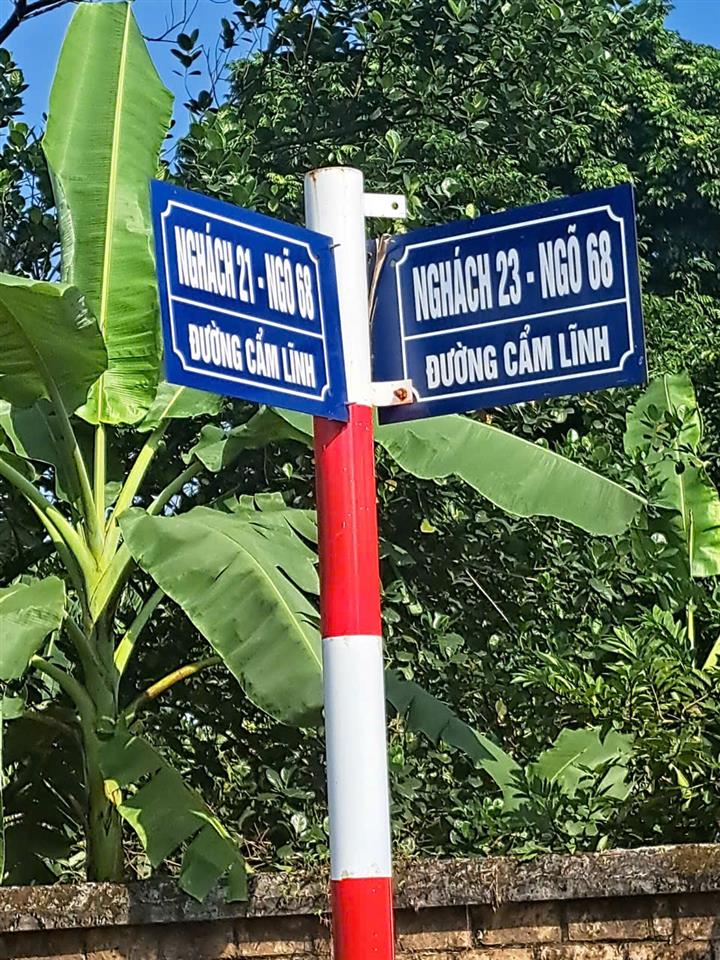 NGHÁCH 21 - NGÕ 68
ĐƯỜNG CẨM LĨNH
NGHÁCH 23 - NGÕ 68
ĐƯỜNG CẨM LĨNH